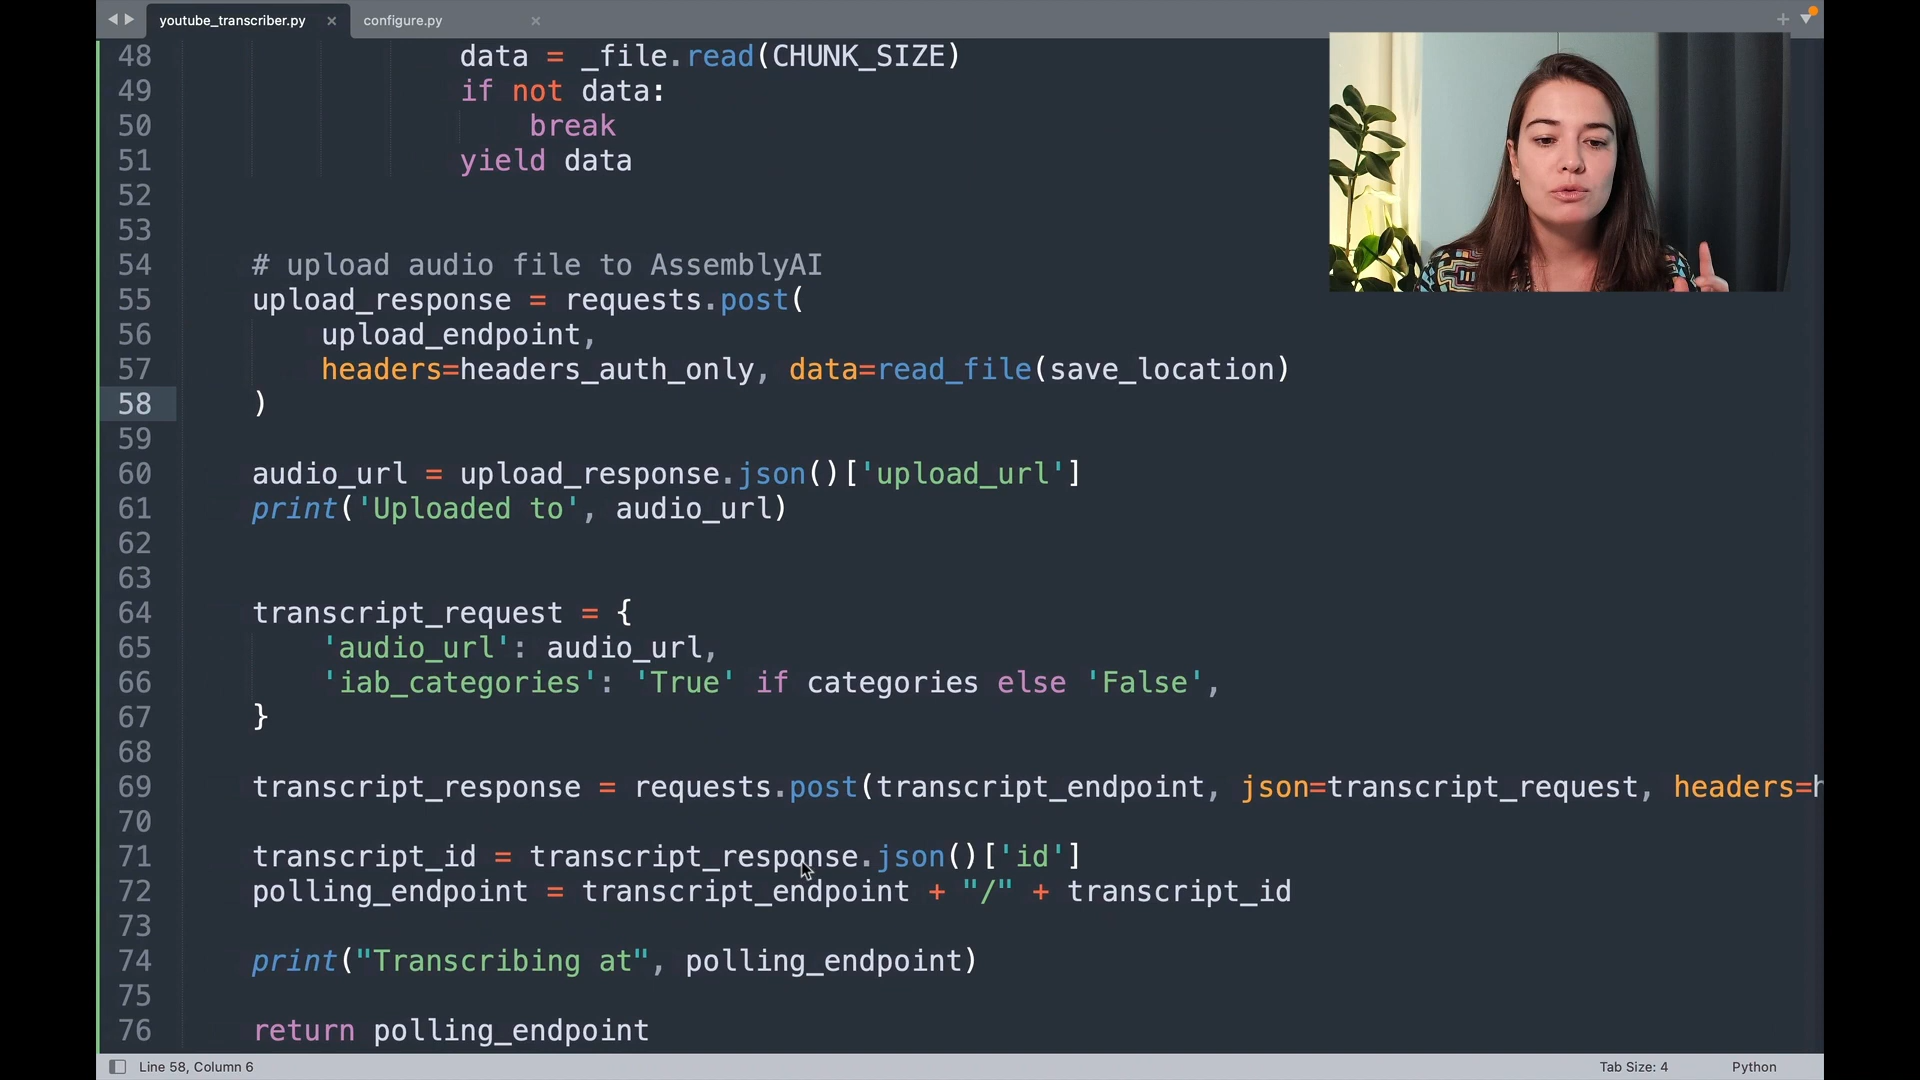 youtube_transcriber.py
configure.py
48 data = _file.read(CHUNK_SIZE)
49 if not data:
50 break
51 yield data
52
53
54 # upload audio file to AssemblyAI
55 upload_response = requests.post(
56 upload_endpoint,
57 headers=headers_auth_only, data=read_file(save_location)
58 )
59
60 audio_url = upload_response.json()['upload_url']
61 print('Uploaded to', audio_url)
62
63
64 transcript_request = {
65 'audio_url': audio_url,
66 'iab_categories': 'True' if categories else 'False',
67 }
68
69 transcript_response = requests.post(transcript_endpoint, json=transcript_request, headers=h
70
71 transcript_id = transcript_response.json()['id']
72 polling_endpoint = transcript_endpoint + "/" + transcript_id
73
74 print("Transcribing at", polling_endpoint)
75
76 return polling_endpoint
Line 58, Column 6
Tab Size: 4
Python